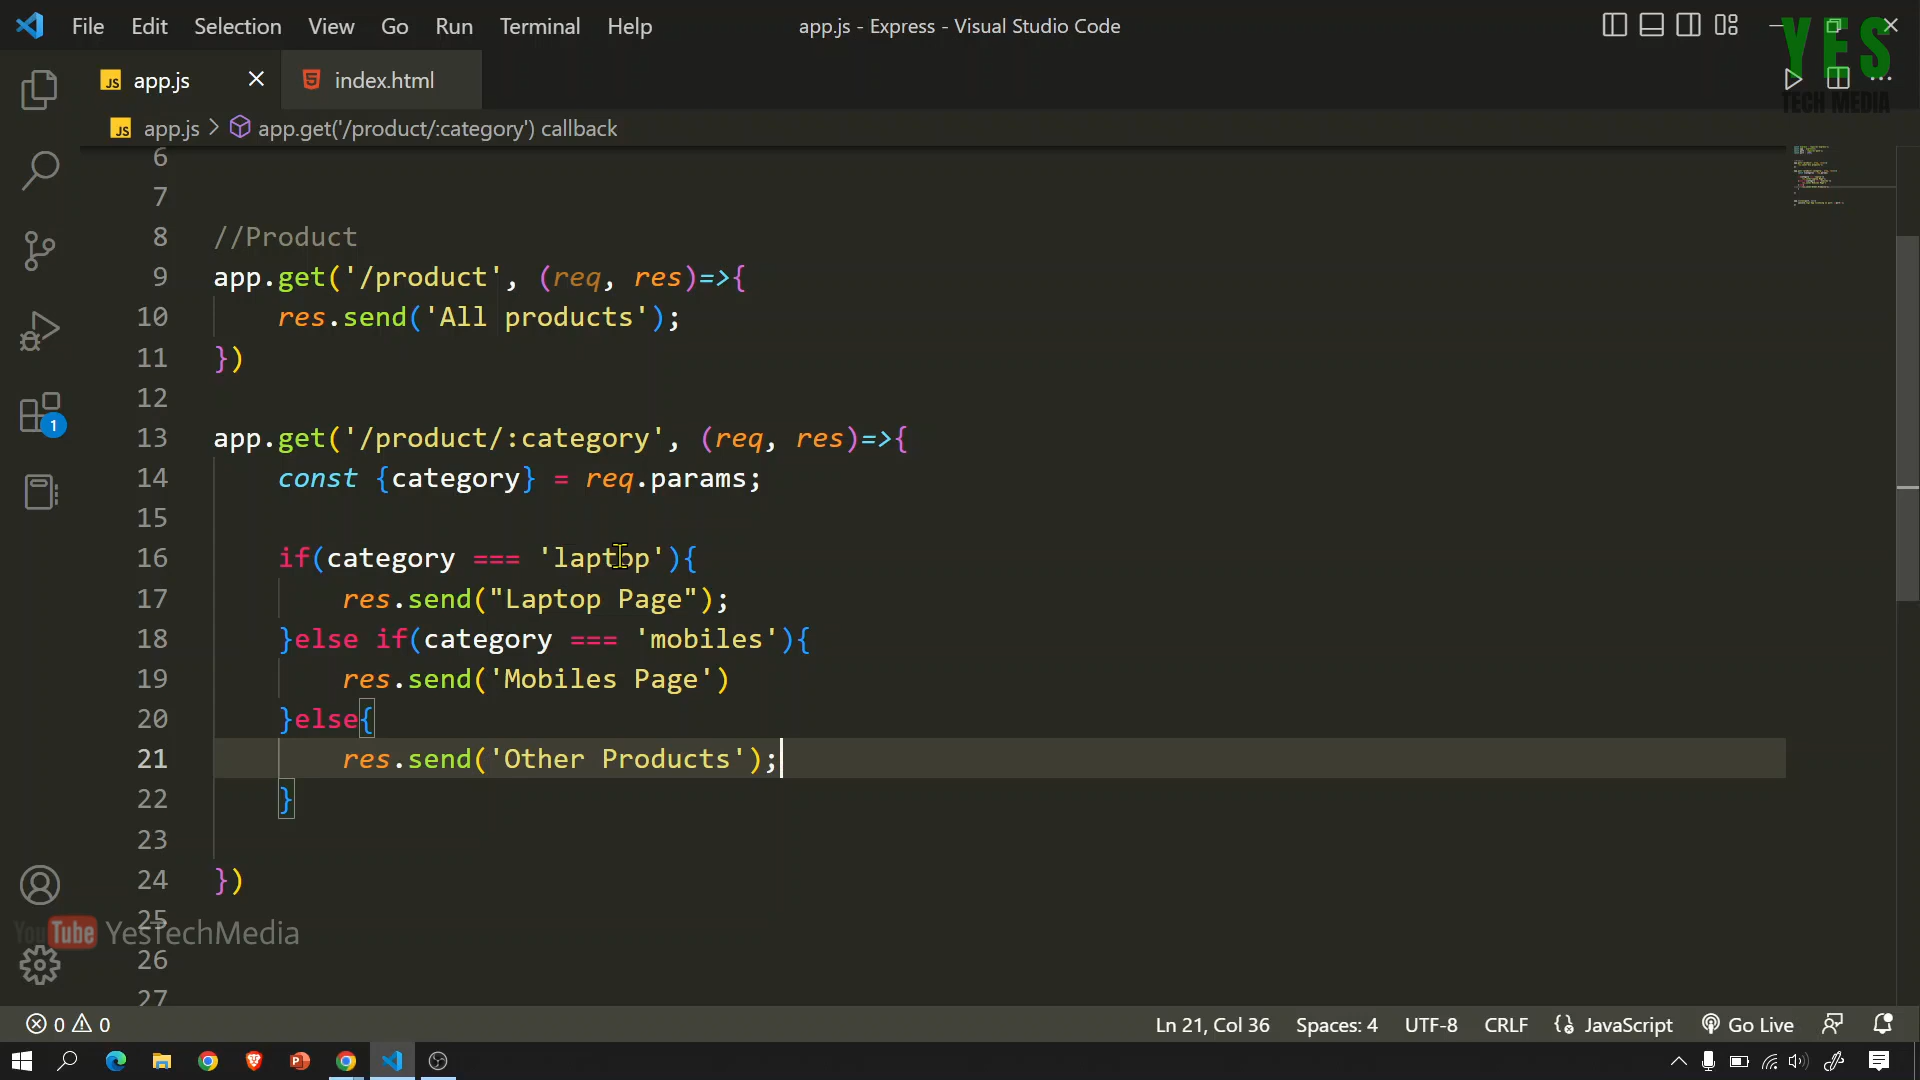 File Edit Selection View Go Run Terminal Help app.js - Express - Visual Studio Code
YES
TECH MEDIA
app.js index.html
app.js > app.get('/product/:category') callback
6
7
8 //Product
9 app.get('/product', (req, res)=>{
10 res.send('All products');
11 })
12
13 app.get('/product/:category', (req, res)=>{
14 const {category} = req.params;
15
16 if(category === 'laptop'){
17 res.send("Laptop Page");
18 }else if(category === 'mobiles'){
19 res.send('Mobiles Page')
20 }else{
21 res.send('Other Products');
22 }
23
24 })
25
YouTube YesTechMedia
26
27
1
0 0 Ln 21, Col 36 Spaces: 4 UTF-8 CRLF JavaScript Go Live